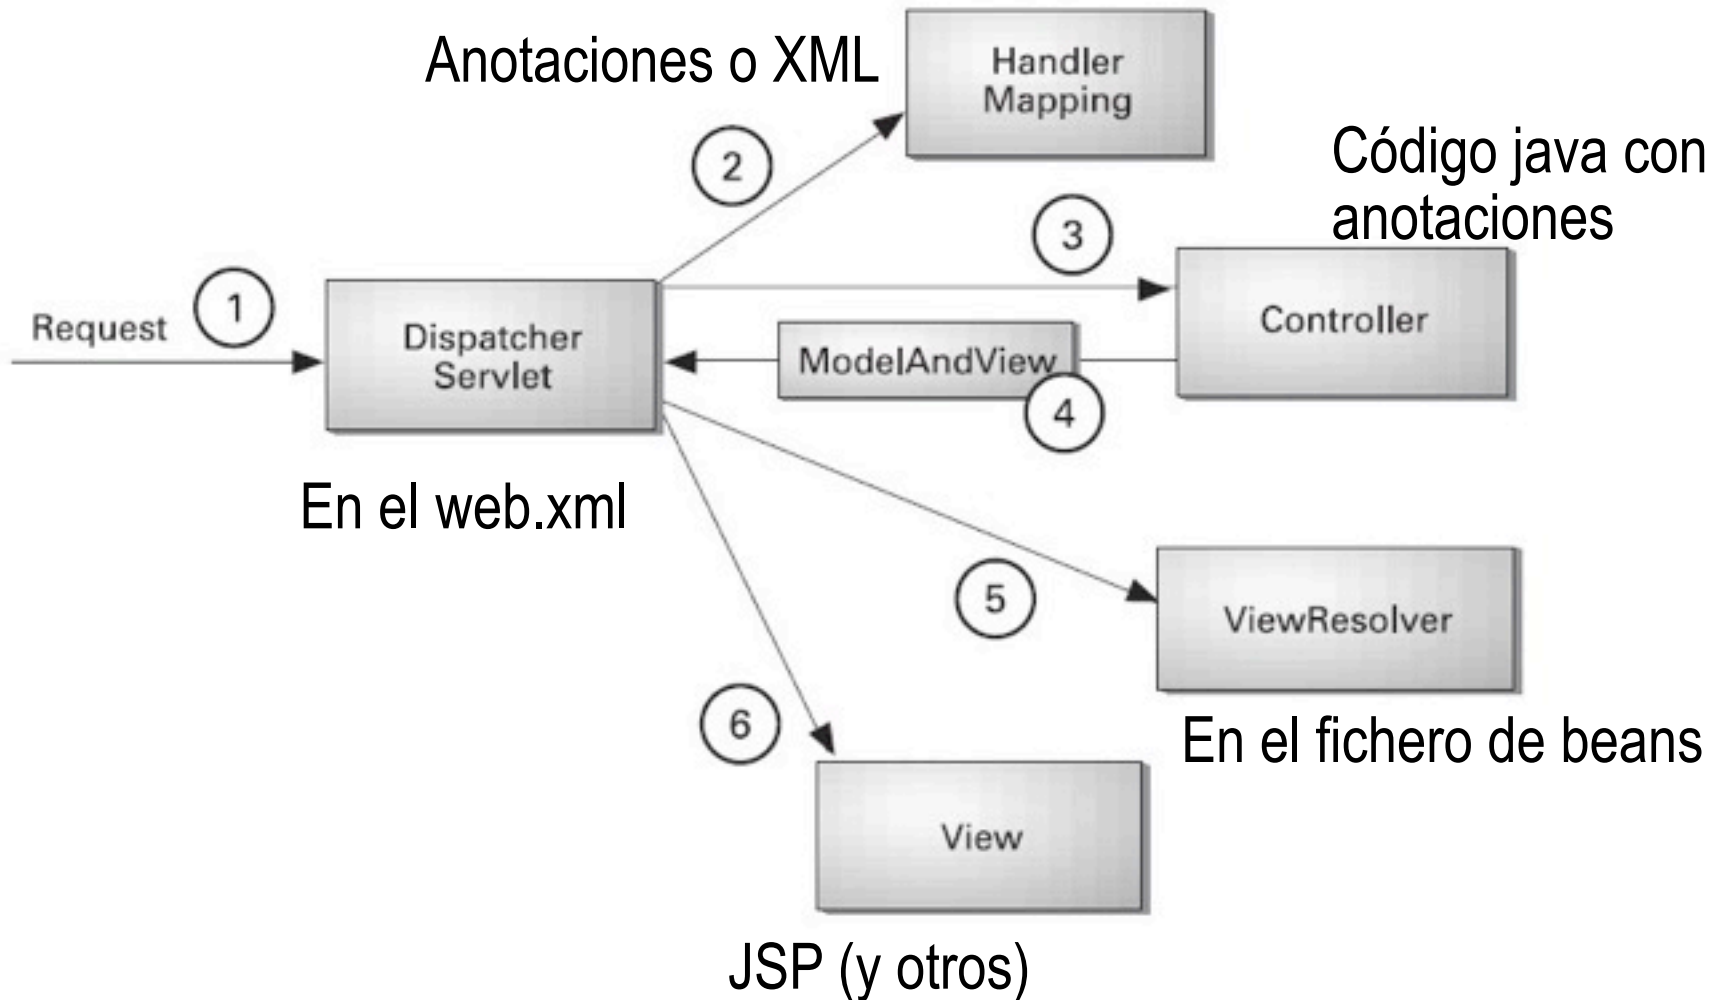 Anotaciones o XML
Handler
Mapping
2
Código java con
anotaciones
3
1
Request
Dispatcher
Servlet
ModelAndView
Controller
4
En el web.xml
5
ViewResolver
6
En el fichero de beans
View
JSP (y otros)